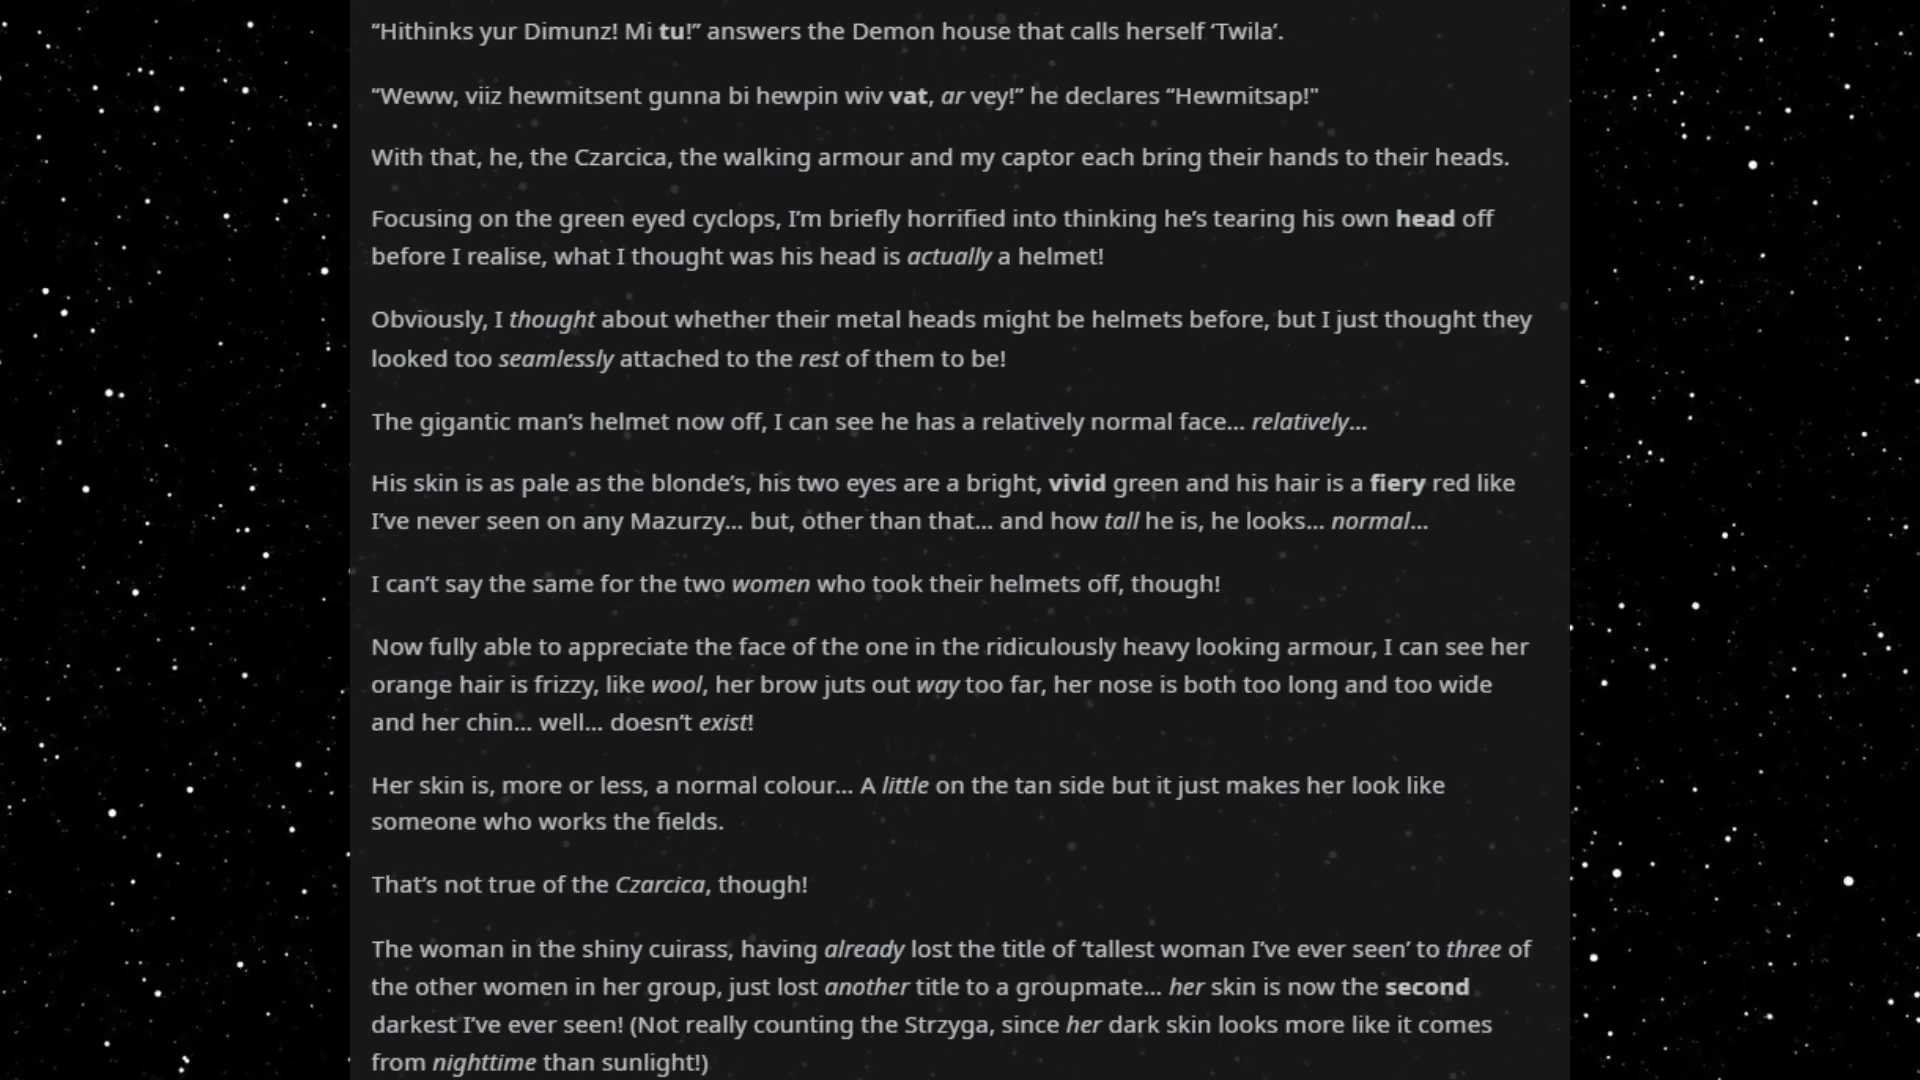 “Hithinks yur Dimunz! Mi tu!” answers the Demon house that calls herself ‘Twila’.
“Weww, viiz hewmitsent gunna bi hewpin wiv vat, ar vey!” he declares “Hewmitsap!"
With that, he, the Czarcica, the walking armour and my captor each bring their hands to their heads.
Focusing on the green eyed cyclops, I’m briefly horrified into thinking he’s tearing his own head off
before I realise, what I thought was his head is actually a helmet!
Obviously, I thought about whether their metal heads might be helmets before, but I just thought they
looked too seamlessly attached to the rest of them to be!
The gigantic man’s helmet now off, I can see he has a relatively normal face... relatively...
His skin is as pale as the blonde’s, his two eyes are a bright, vivid green and his hair is a fiery red like
I’ve never seen on any Mazurzy... but, other than that... and how tall he is, he looks... normal...
I can’t say the same for the two women who took their helmets off, though!
Now fully able to appreciate the face of the one in the ridiculously heavy looking armour, I can see her
orange hair is frizzy, like wool, her brow juts out way too far, her nose is both too long and too wide
and her chin... well... doesn’t exist!
Her skin is, more or less, a normal colour... A little on the tan side but it just makes her look like
someone who works the fields.
That’s not true of the Czarcica, though!
The woman in the shiny cuirass, having already lost the title of ‘tallest woman I’ve ever seen’ to three of
the other women in her group, just lost another title to a groupmate... her skin is now the second
darkest I’ve ever seen! (Not really counting the Strzyga, since her dark skin looks more like it comes
from nighttime than sunlight!)